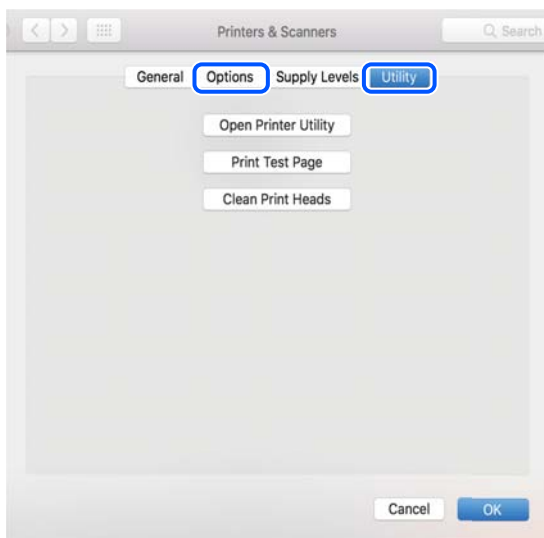 Printers & Scanners Search
General Options Supply Levels Utility
Open Printer Utility
Print Test Page
Clean Print Heads
Cancel OK